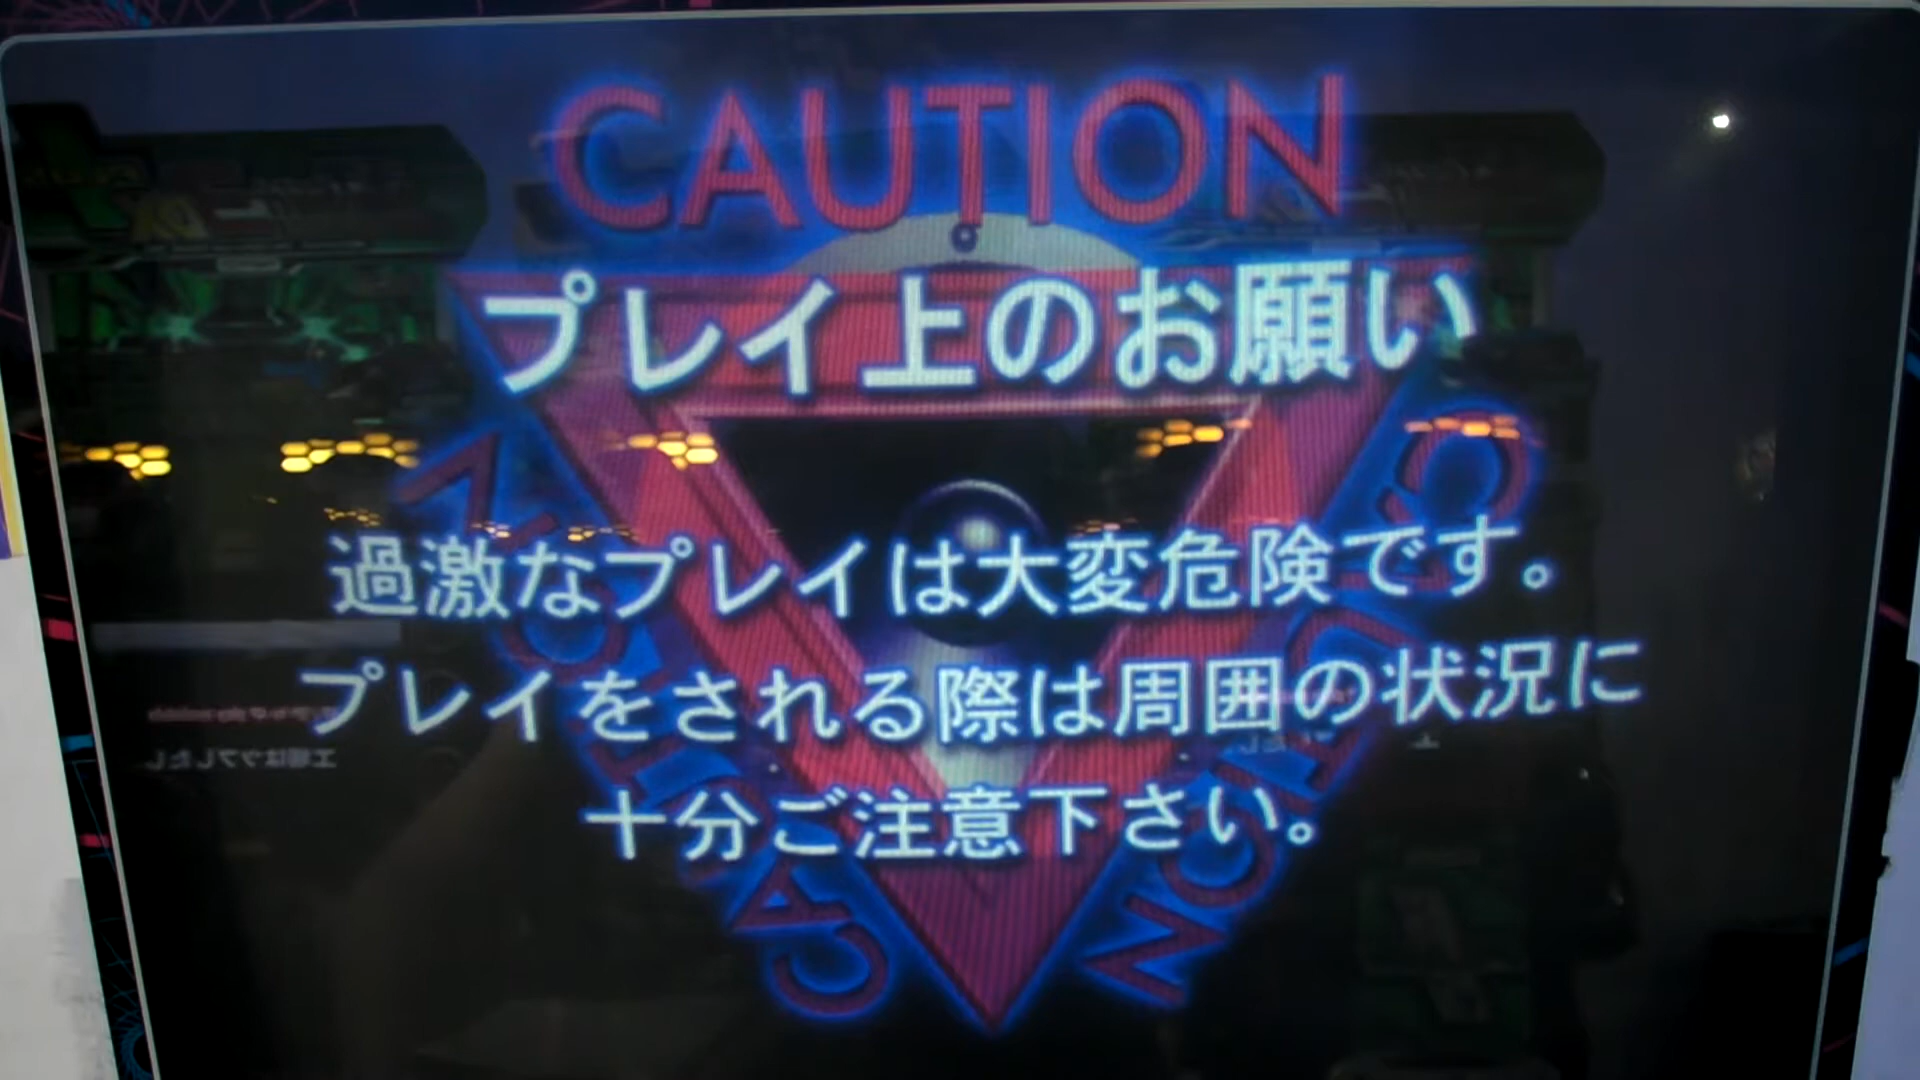 CAUTION
プレイ上のお願い
過激なプレイは大変危険です。
プレイをされる際は周囲の状況に
十分ご注意下さい。
CAUTION
CAUTION